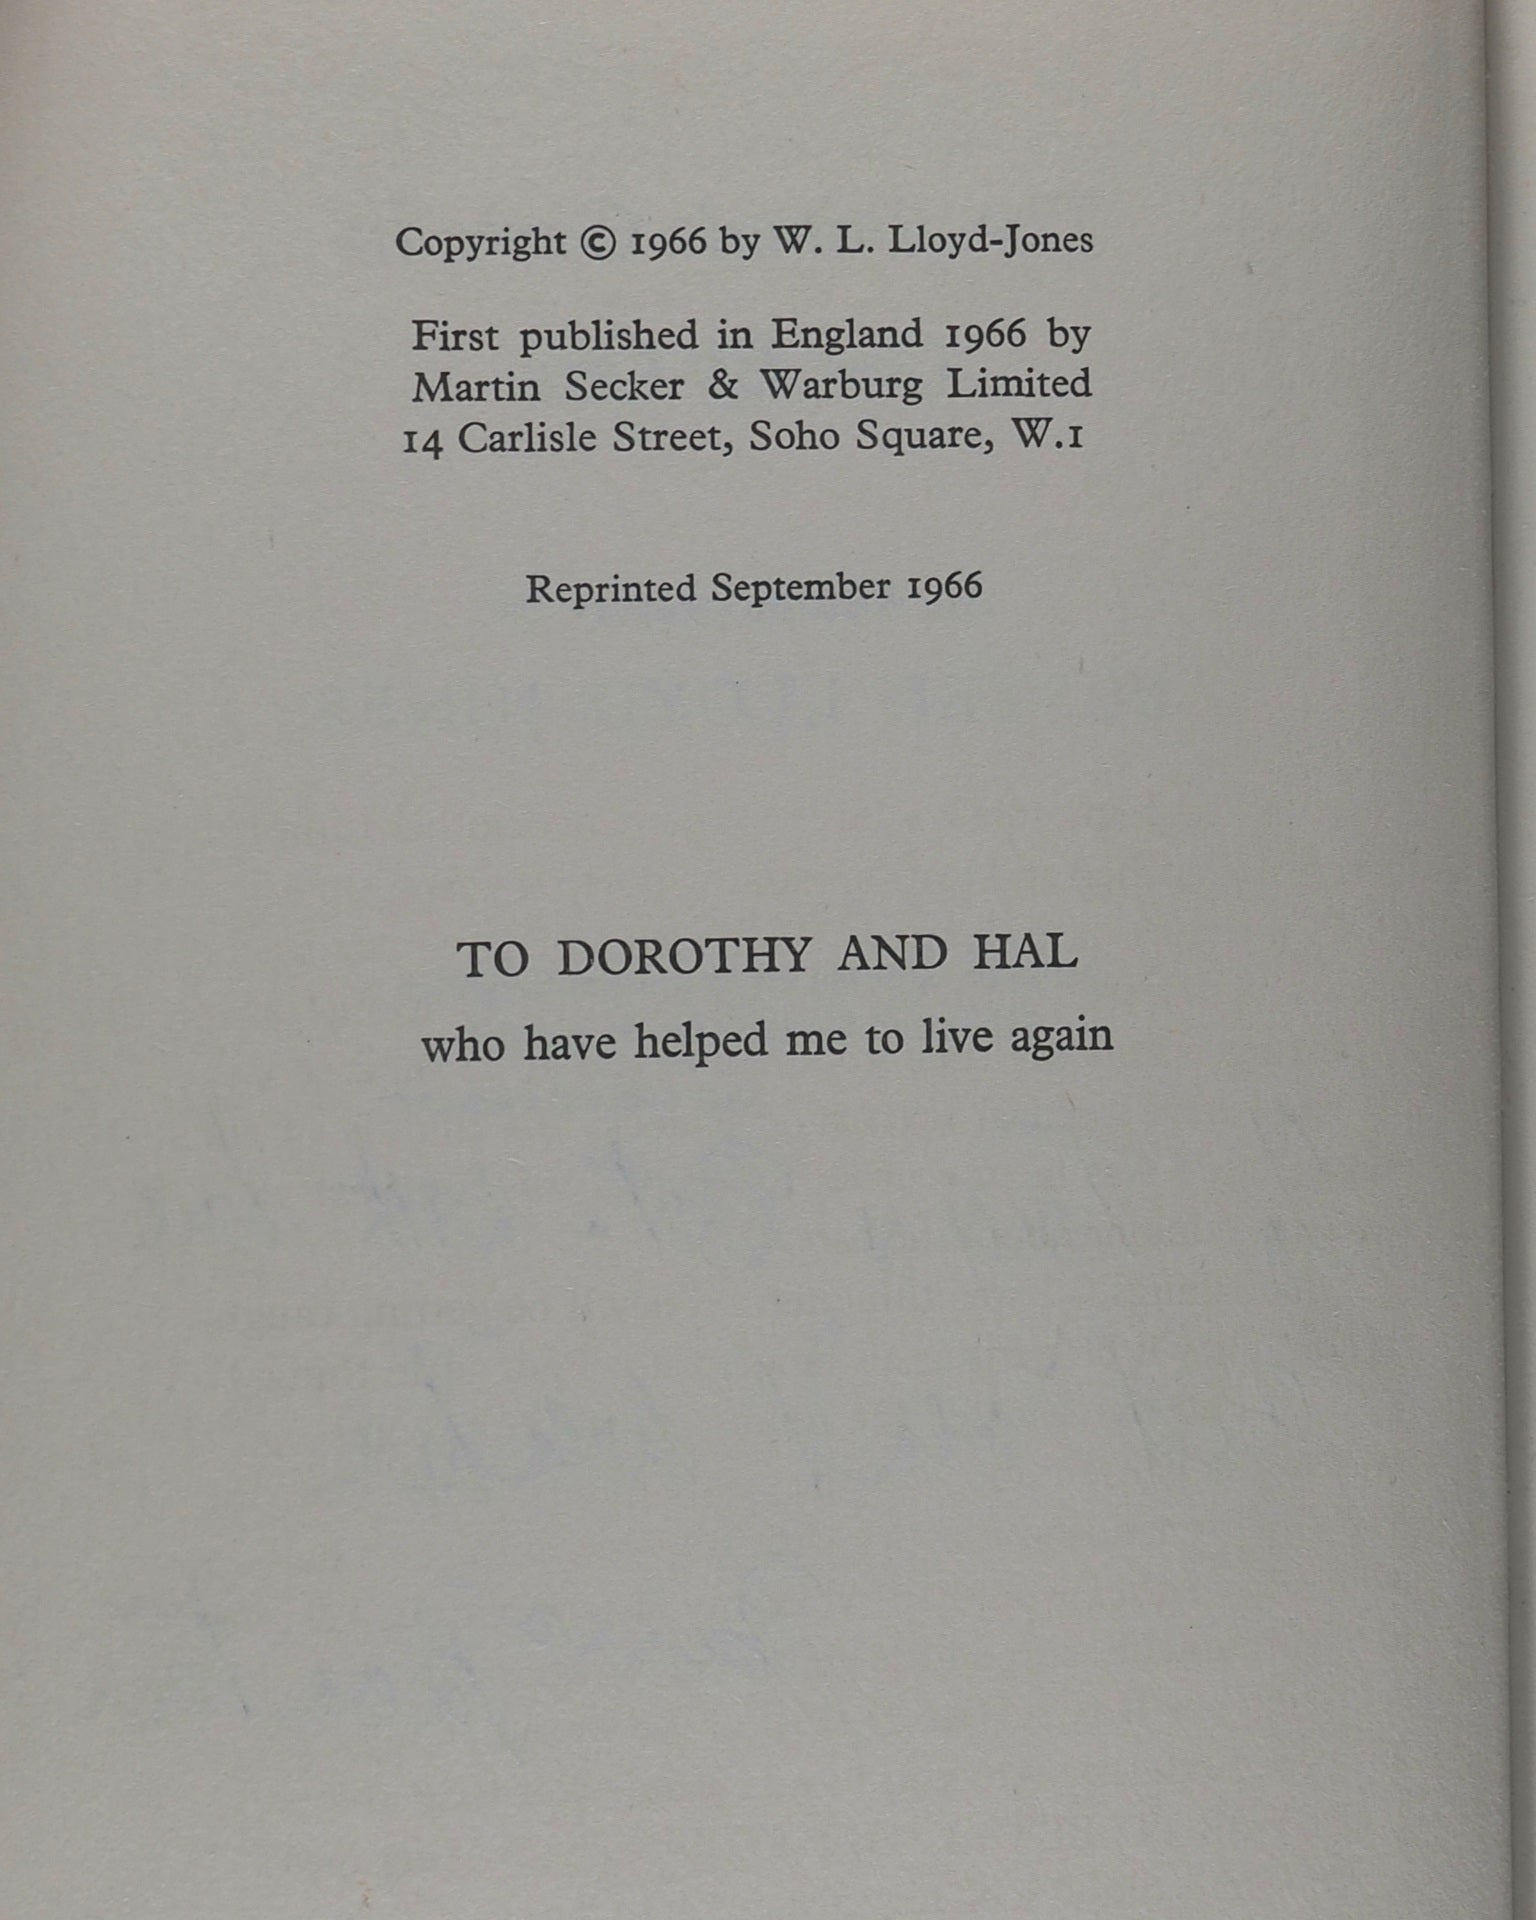 Copyright © 1966 by W. L. Lloyd-Jones
First published in England 1966 by
Martin Secker & Warburg Limited
14 Carlisle Street, Soho Square, W.1
Reprinted September 1966
TO DOROTHY AND HAL
who have helped me to live again